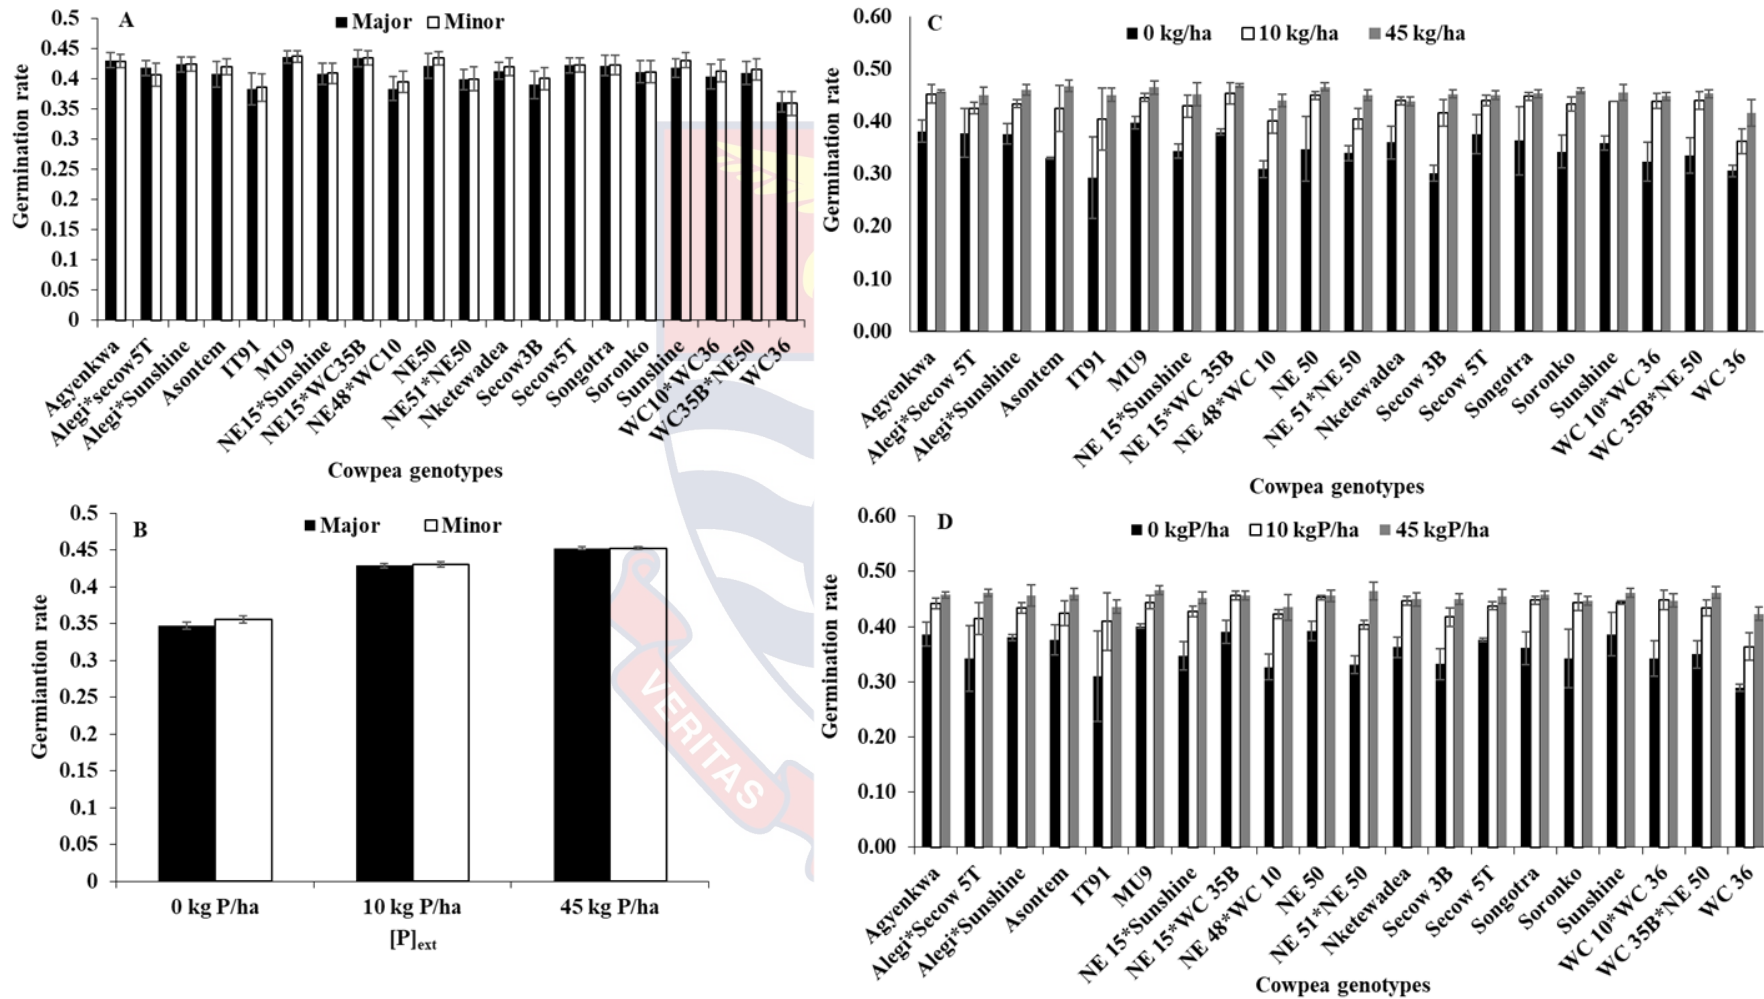 A
Major Minor
0.5
0.45
0.4
0.35
0.3
0.25
0.2
0.15
0.1
0.05
0
Germination rate
Agyenkwa
Alegi*secow5T
Alegi*Sunshine
Asontem
IT91
MU9
NE15*Sunshine
NE15*WC35B
NE48*WC10
NE50
NE51*NE50
Nketewadea
Secow3B
Secow5T
Songotra
Soronko
Sunshine
WC10*WC36
WC35B*NE50
WC36
Cowpea genotypes
B
Major Minor
0.5
0.45
0.4
0.35
0.3
0.25
0.2
0.15
0.1
0.05
0
Germiantion rate
0 kg P/ha 10 kg P/ha 45 kg P/ha
[P]ext
VERITAS
C
0 kg/ha 10 kg/ha 45 kg/ha
0.60
0.50
0.40
0.30
0.20
0.10
0.00
Germination rate
Agyenkwa
Alegi*Secow 5T
Alegi*Sunshine
Asontem
IT91
MU9
NE 15*Sunshine
NE 15*WC 35B
NE 48*WC 10
NE 50
NE 51*NE 50
Nketewadea
Secow 3B
Secow 5T
Songotra
Soronko
Sunshine
WC 10*WC 36
WC 35B*NE 50
WC 36
Cowpea genotypes
D
0 kgP/ha 10 kgP/ha 45 kgP/ha
0.60
0.50
0.40
0.30
0.20
0.10
0.00
Germination rate
Agyenkwa
Alegi*Secow 5T
Alegi*Sunshine
Asontem
IT91
MU9
NE 15*Sunshine
NE 15*WC 35B
NE 48*WC 10
NE 50
NE 51*NE 50
Nketewadea
Secow 3B
Secow 5T
Songotra
Soronko
Sunshine
WC 10*WC 36
WC 35B*NE 50
WC 36
Cowpea genotypes